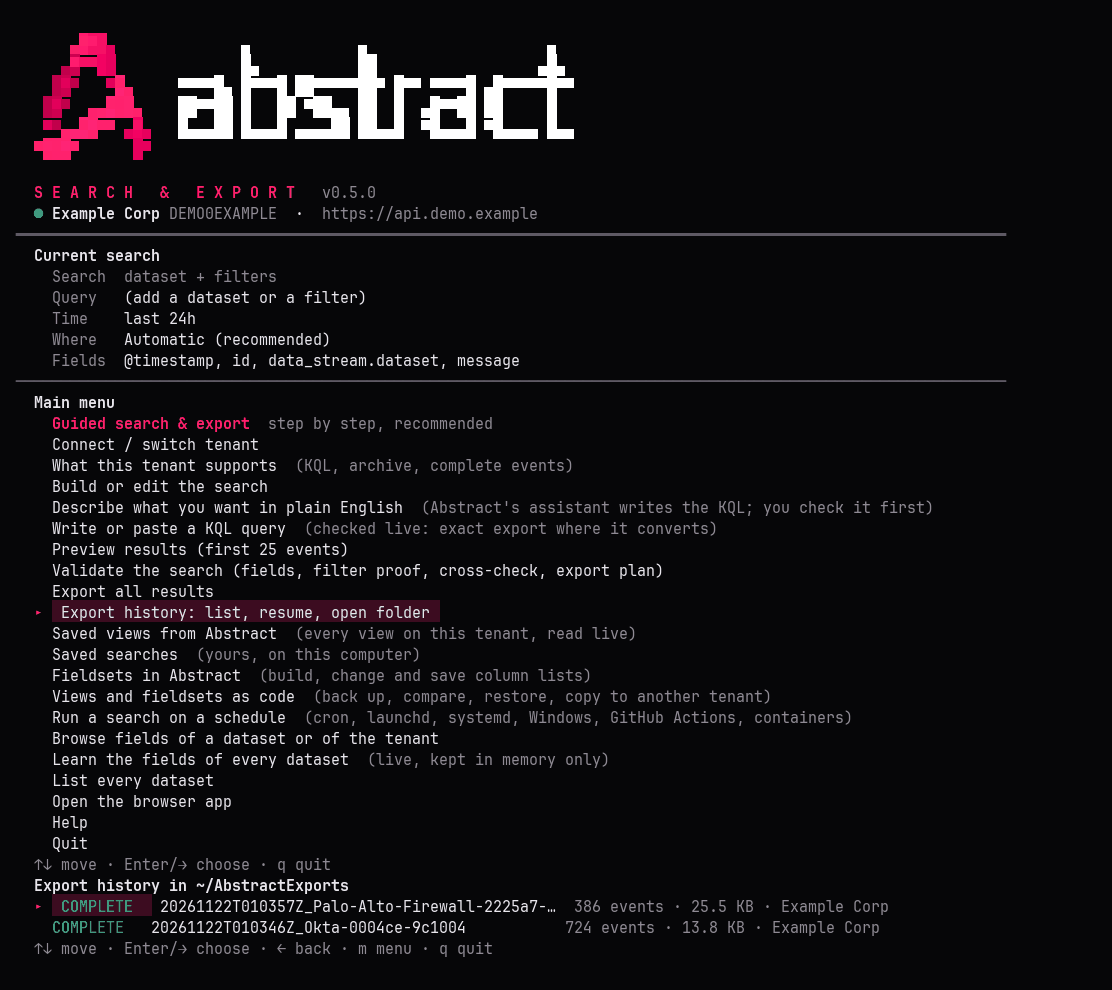 abstract
SEARCH & EXPORT v0.5.0
● Example Corp DEMO0EXAMPLE · https://api.demo.example
Current search
Search dataset + filters
Query (add a dataset or a filter)
Time last 24h
Where Automatic (recommended)
Fields @timestamp, id, data_stream.dataset, message
Main menu
Guided search & export step by step, recommended
Connect / switch tenant
What this tenant supports (KQL, archive, complete events)
Build or edit the search
Describe what you want in plain English (Abstract's assistant writes the KQL; you check it first)
Write or paste a KQL query (checked live: exact export where it converts)
Preview results (first 25 events)
Validate the search (fields, filter proof, cross-check, export plan)
Export all results
► Export history: list, resume, open folder
Saved views from Abstract (every view on this tenant, read live)
Saved searches (yours, on this computer)
Fieldsets in Abstract (build, change and save column lists)
Views and fieldsets as code (back up, compare, restore, copy to another tenant)
Run a search on a schedule (cron, launchd, systemd, Windows, GitHub Actions, containers)
Browse fields of a dataset or of the tenant
Learn the fields of every dataset (live, kept in memory only)
List every dataset
Open the browser app
Help
Quit
↑↓ move · Enter/→ choose · q quit
Export history in ~/AbstractExports
► COMPLETE 20261122T010357Z_Palo-Alto-Firewall-2225a7-… 386 events · 25.5 KB · Example Corp
COMPLETE 20261122T010346Z_Okta-0004ce-9c1004 724 events · 13.8 KB · Example Corp
↑↓ move · Enter/→ choose · ← back · m menu · q quit